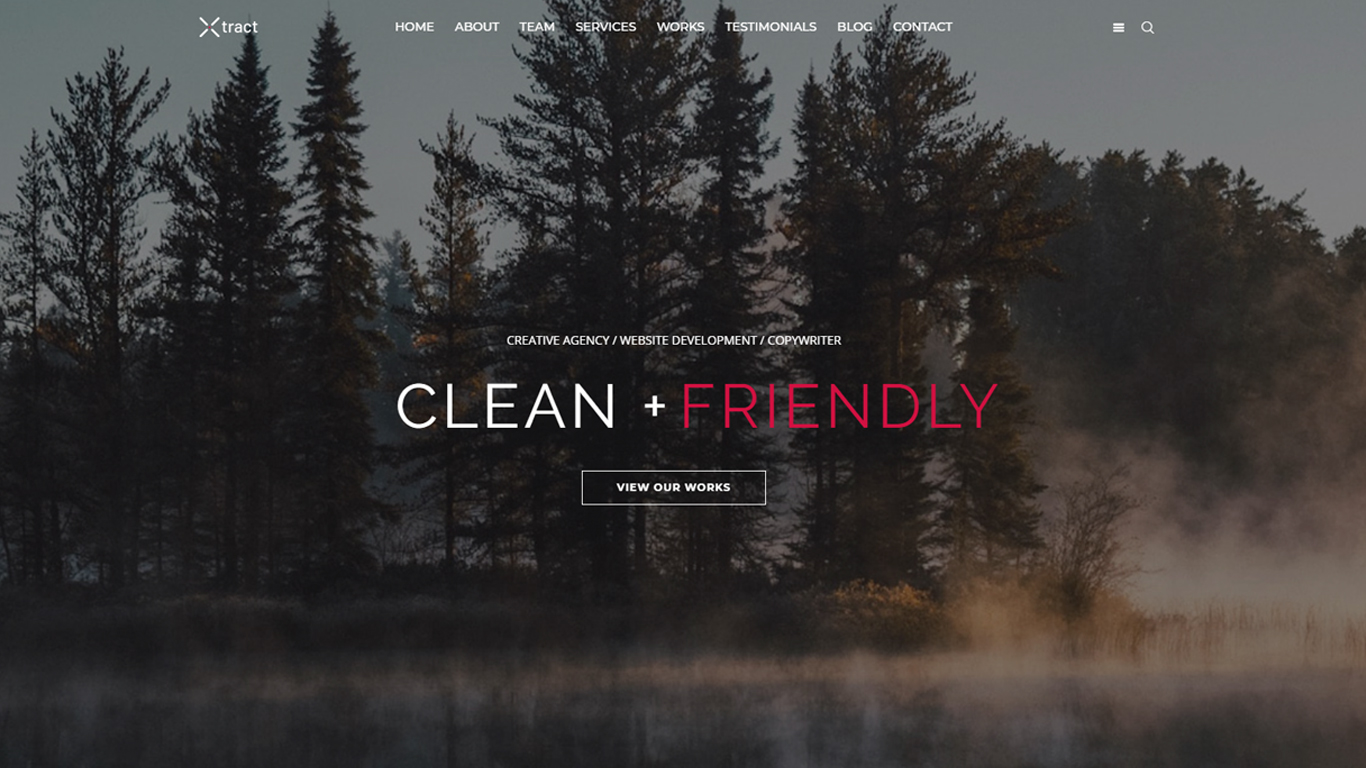 Xtract
HOME ABOUT TEAM SERVICES WORKS TESTIMONIALS BLOG CONTACT
CREATIVE AGENCY / WEBSITE DEVELOPMENT / COPYWRITER
CLEAN + FRIENDLY
VIEW OUR WORKS